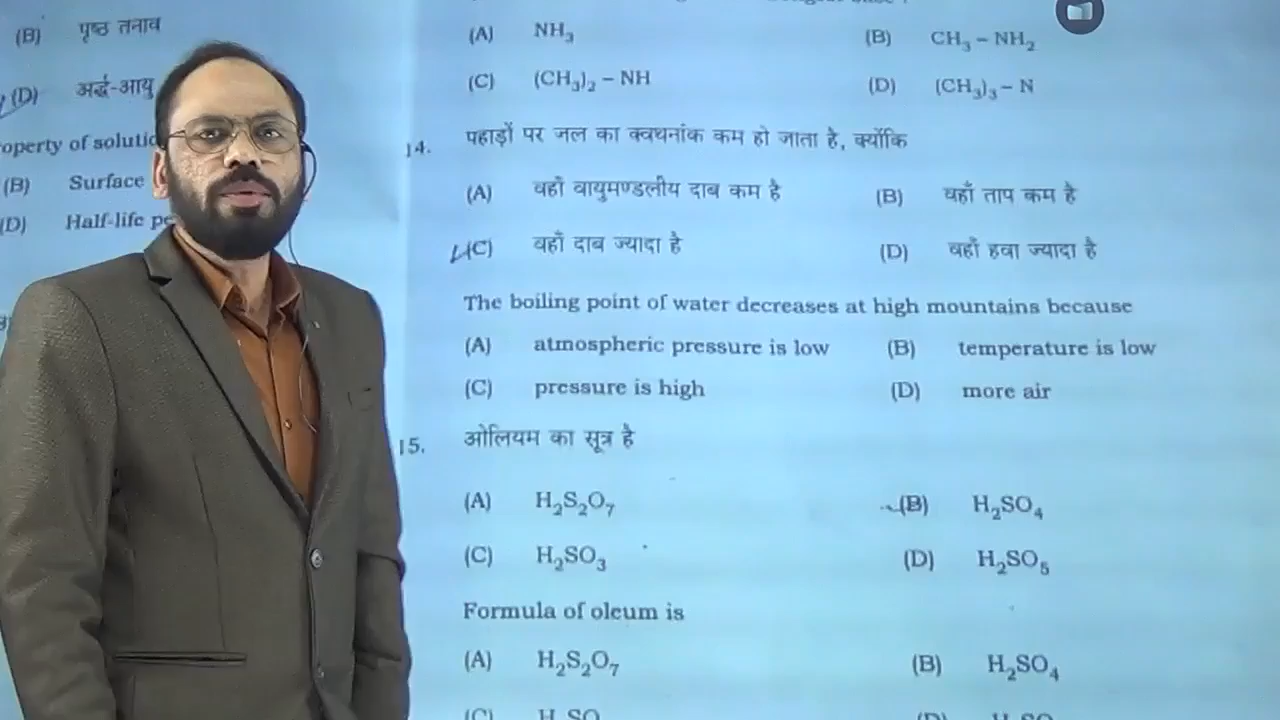 (B) पृष्ठ तनाव
(D) अर्द्ध-आयु
operty of solutio
(B) Surface
(D) Half-life pe
(A) NH₃ (B) CH₃ – NH₂
(C) (CH₃)₂ – NH (D) (CH₃)₃ – N
14. पहाड़ों पर जल का क्वथनांक कम हो जाता है, क्योंकि
(A) वहाँ वायुमण्डलीय दाब कम है (B) वहाँ ताप कम है
(C) वहाँ दाब ज्यादा है (D) वहाँ हवा ज्यादा है
The boiling point of water decreases at high mountains because
(A) atmospheric pressure is low (B) temperature is low
(C) pressure is high (D) more air
15. ओलियम का सूत्र है
(A) H₂S₂O₇ (B) H₂SO₄
(C) H₂SO₃ (D) H₂SO₅
Formula of oleum is
(A) H₂S₂O₇ (B) H₂SO₄